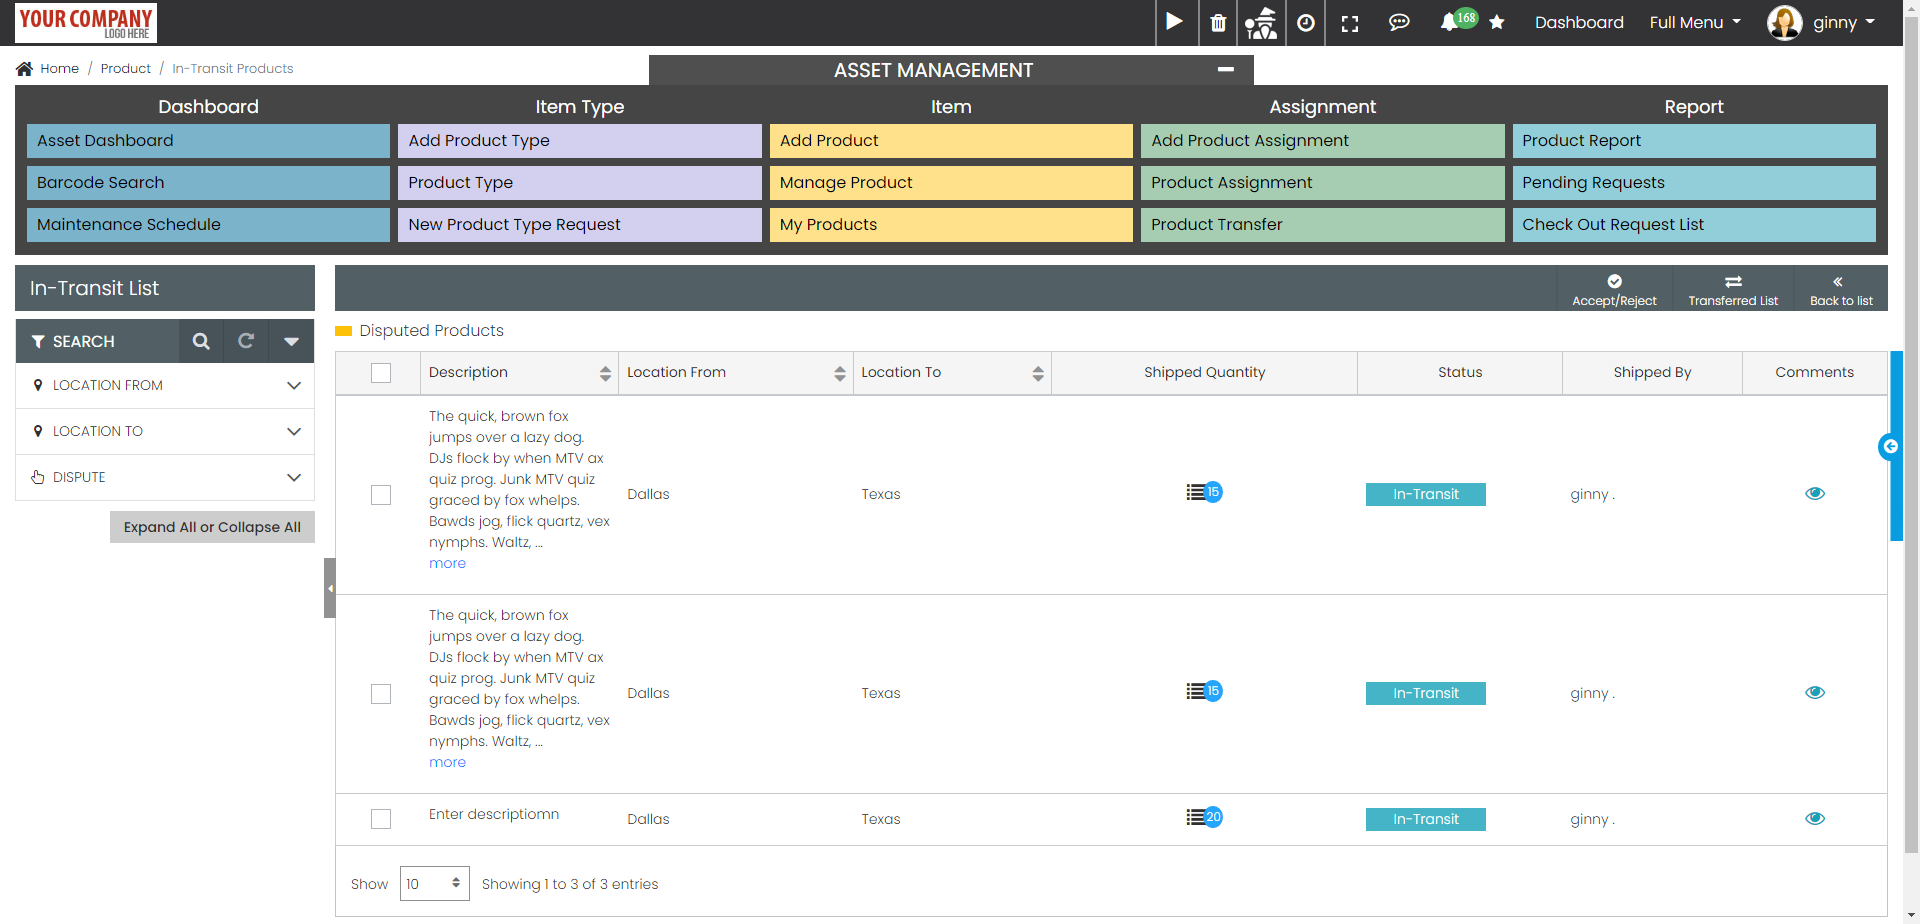 YOUR COMPANY
LOGO HERE
168
Dashboard
Full Menu
ginny
Home / Product / In-Transit Products
ASSET MANAGEMENT
Dashboard
Item Type
Item
Assignment
Report
Asset Dashboard
Add Product Type
Add Product
Add Product Assignment
Product Report
Barcode Search
Product Type
Manage Product
Product Assignment
Pending Requests
Maintenance Schedule
New Product Type Request
My Products
Product Transfer
Check Out Request List
In-Transit List
Accept/Reject
Transferred List
Back to list
SEARCH
LOCATION FROM
LOCATION TO
DISPUTE
Expand All or Collapse All
Disputed Products
Description
Location From
Location To
Shipped Quantity
Status
Shipped By
Comments
The quick, brown fox
jumps over a lazy dog.
DJs flock by when MTV ax
quiz prog. Junk MTV quiz
graced by fox whelps.
Bawds jog, flick quartz, vex
nymphs. Waltz, ...
more
Dallas
Texas
15
In-Transit
ginny .
The quick, brown fox
jumps over a lazy dog.
DJs flock by when MTV ax
quiz prog. Junk MTV quiz
graced by fox whelps.
Bawds jog, flick quartz, vex
nymphs. Waltz, ...
more
Dallas
Texas
15
In-Transit
ginny .
Enter descriptiomn
Dallas
Texas
20
In-Transit
ginny .
Show 10 Showing 1 to 3 of 3 entries